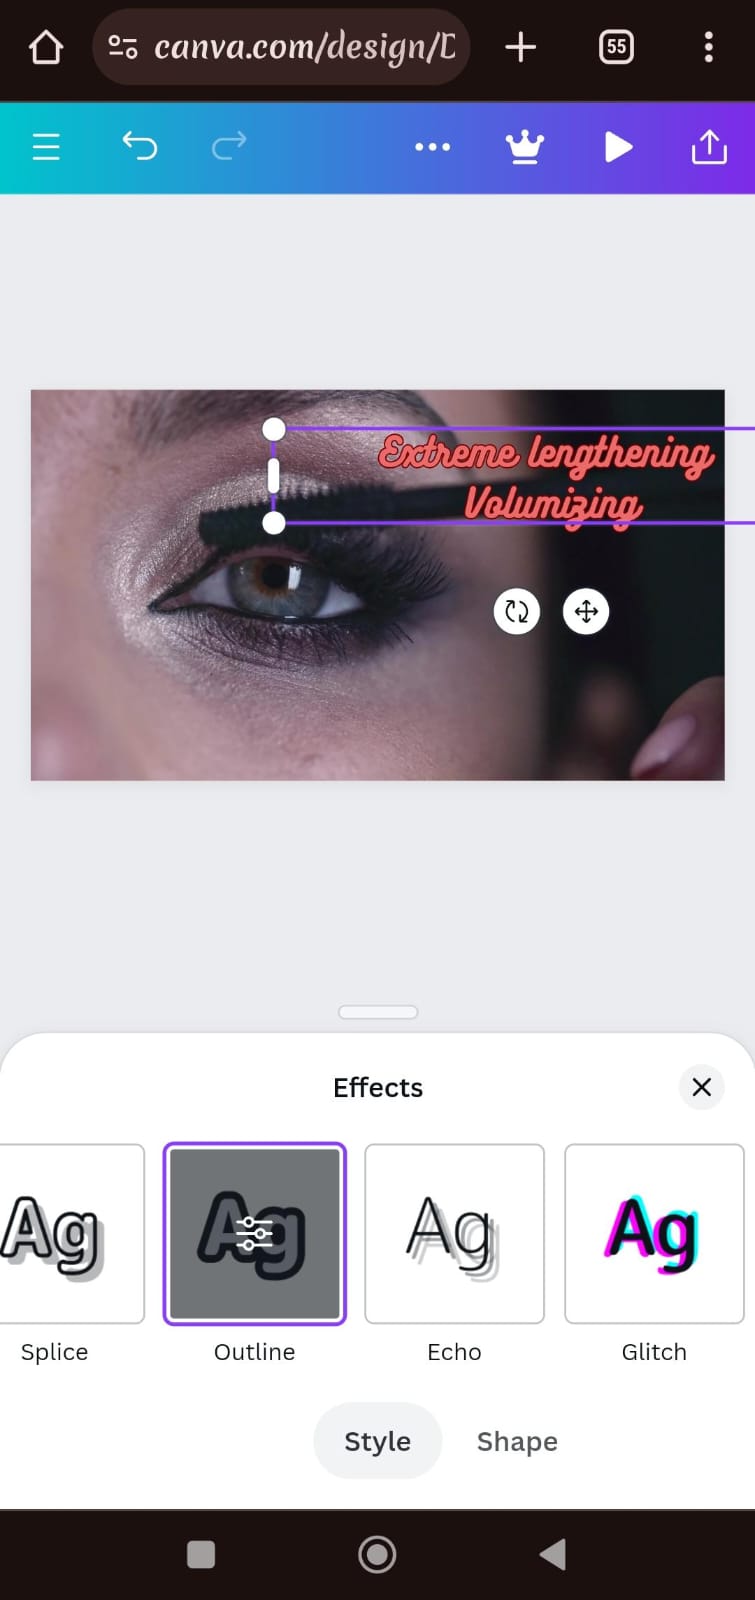 canva.com/design/D
55
Extreme lengthening
Volumizing
Effects
Ag
Ag
Ag
Ag
Splice
Outline
Echo
Glitch
Style
Shape